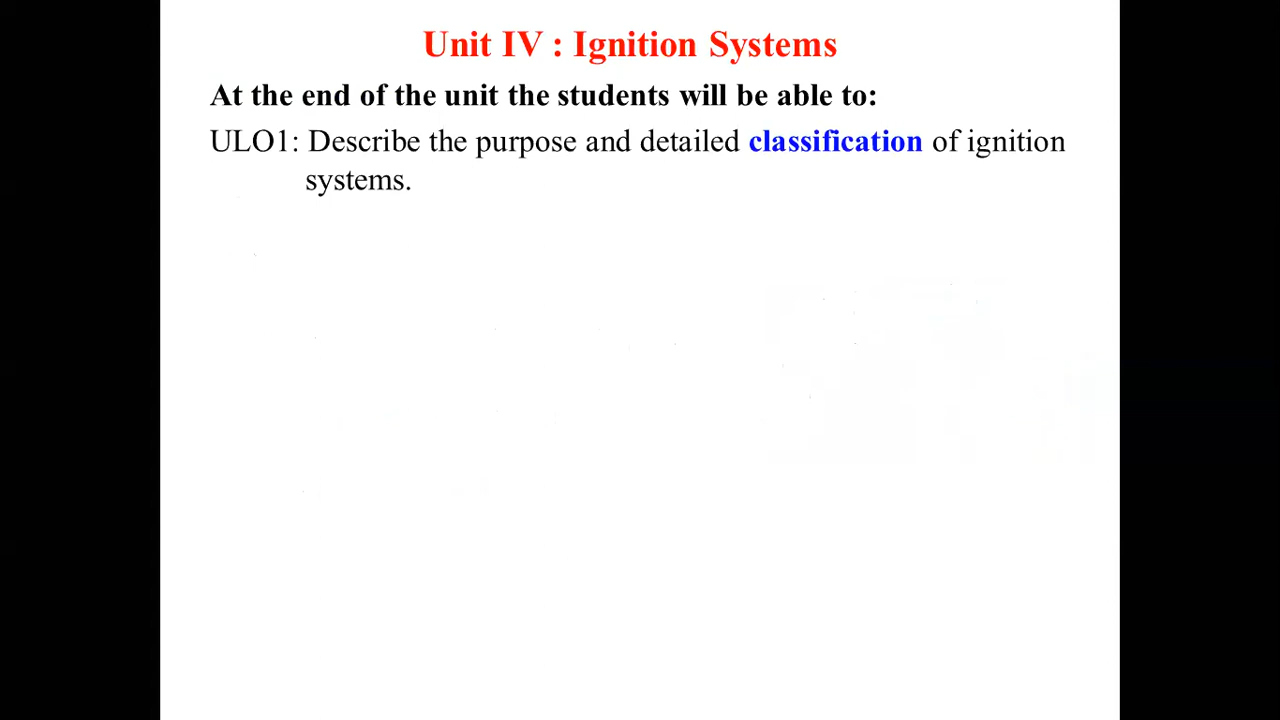 Unit IV : Ignition Systems
At the end of the unit the students will be able to:
ULO1: Describe the purpose and detailed classification of ignition
systems.